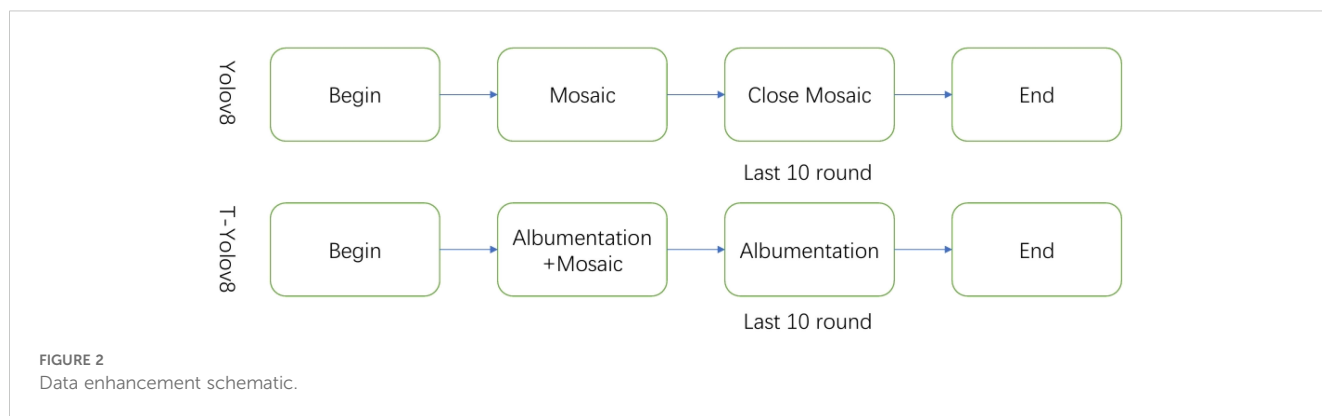 Yolov8
Begin
Mosaic
Close Mosaic
End
Last 10 round
T-Yolov8
Begin
Albumentation
+Mosaic
Albumentation
End
Last 10 round
FIGURE 2
Data enhancement schematic.